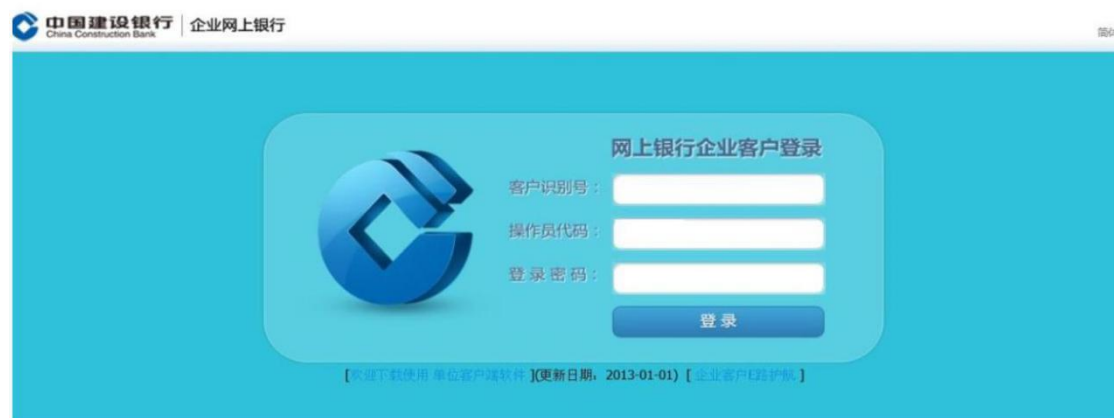 中国建设银行 企业网上银行
China Construction Bank
简体
网上银行企业客户登录
客户识别号：
操作员代码：
登 录 密 码：
登 录
[欢迎下载使用 单位客户端软件 ](更新日期：2013-01-01) [ 企业客户E路护航 ]